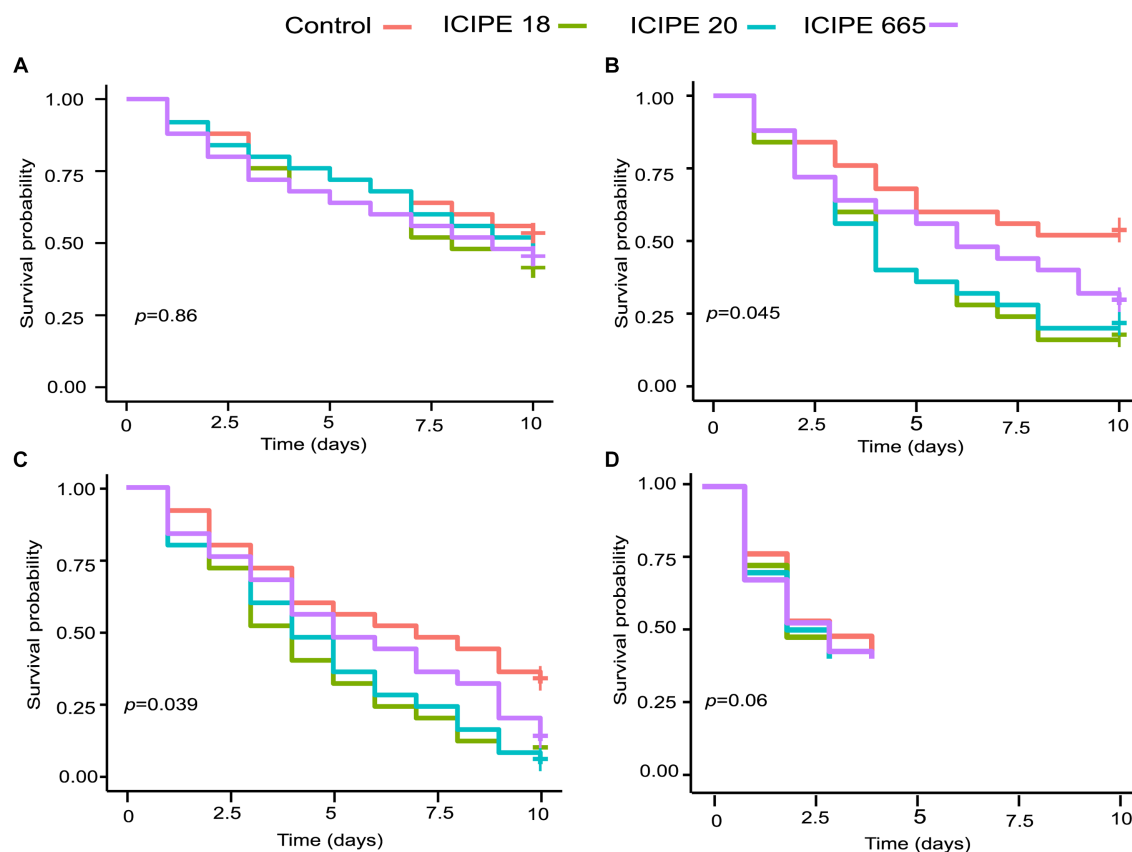 Control ICIPE 18 ICIPE 20 ICIPE 665
A
1.00
0.75
0.50
0.25
0.00
Survival probability
p=0.86
0 2.5 5 7.5 10
Time (days)
B
1.00
0.75
0.50
0.25
0.00
Survival probability
p=0.045
0 2.5 5 7.5 10
Time (days)
C
1.00
0.75
0.50
0.25
0.00
Survival probability
p=0.039
0 2.5 5 7.5 10
Time (days)
D
1.00
0.75
0.50
0.25
0.00
Survival probability
p=0.06
0 2.5 5 7.5 10
Time (days)